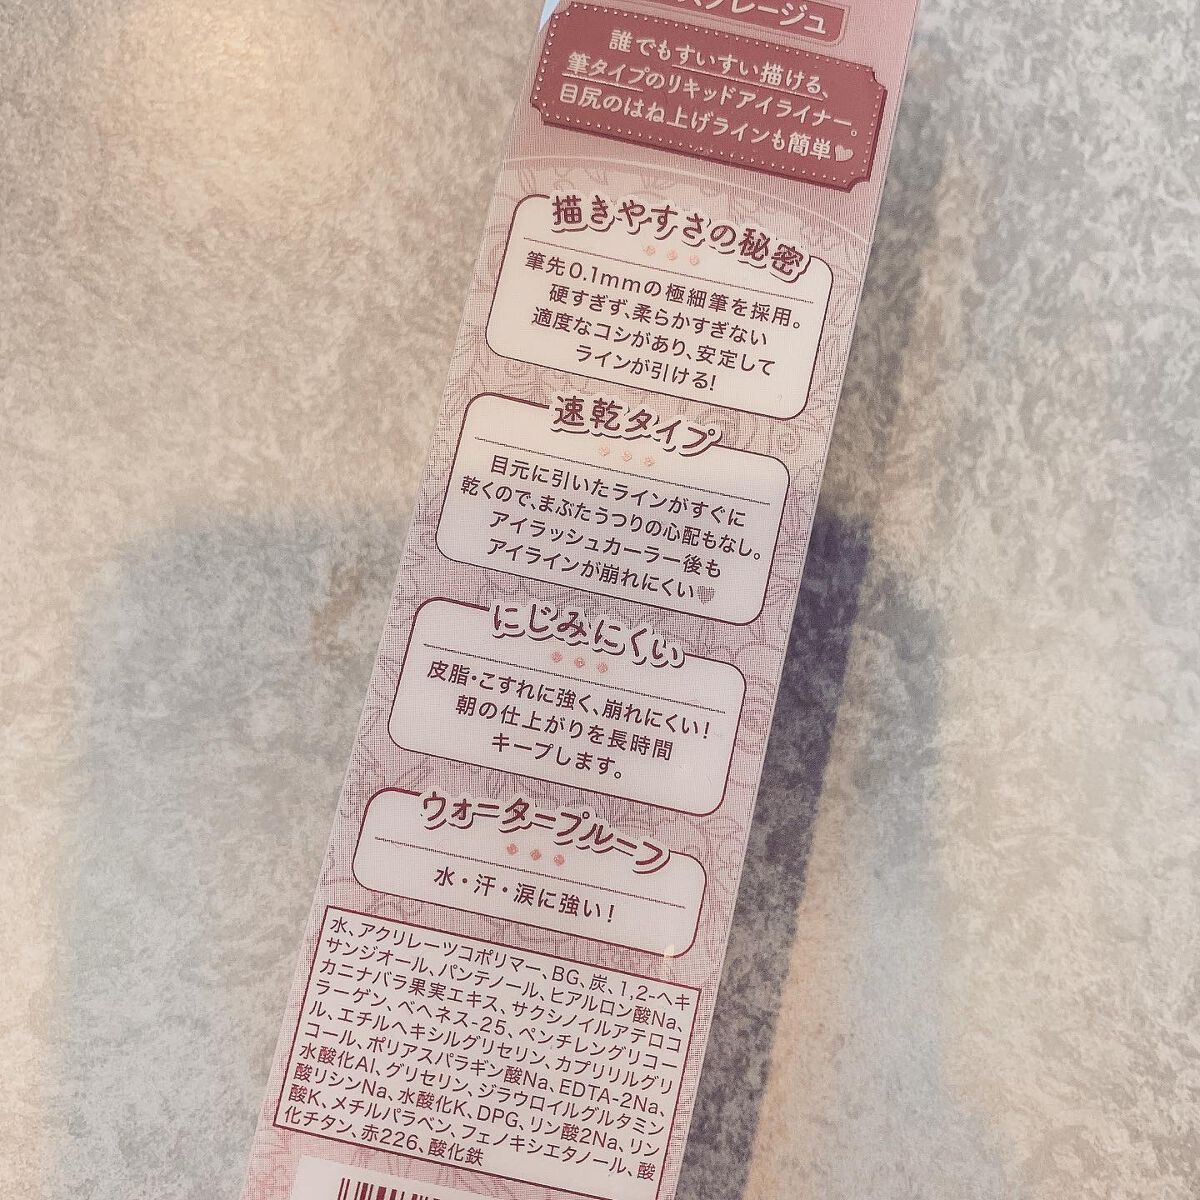 スグレージュ
誰でもすいすい描ける、
筆タイプのリキッドアイライナー。
目尻のはね上げラインも簡単♥
描きやすさの秘密
筆先0.1mmの極細筆を採用。
硬すぎず、柔らかすぎない
適度なコシがあり、安定して
ラインが引ける!
速乾タイプ
目元に引いたラインがすぐに
乾くので、まぶたうつりの心配もなし。
アイラッシュカーラー後も
アイラインが崩れにくい♥
にじみにくい
皮脂・こすれに強く、崩れにくい!
朝の仕上がりを長時間
キープします。
ウォータープルーフ
水・汗・涙に強い!
水、アクリレーツコポリマー、BG、炭、1,2-ヘキ
サンジオール、パンテノール、ヒアルロン酸Na、
カニナバラ果実エキス、サクシノイルアテロコ
ラーゲン、ベヘネス-25、ペンチレングリコー
ル、エチルヘキシルグリセリン、カプリリルグリ
コール、ポリアスパラギン酸Na、EDTA-2Na、
水酸化Al、グリセリン、ジラウロイルグルタミン
酸リシンNa、水酸化K、DPG、リン酸2Na、リン
酸K、メチルパラベン、フェノキシエタノール、酸
化チタン、赤226、酸化鉄